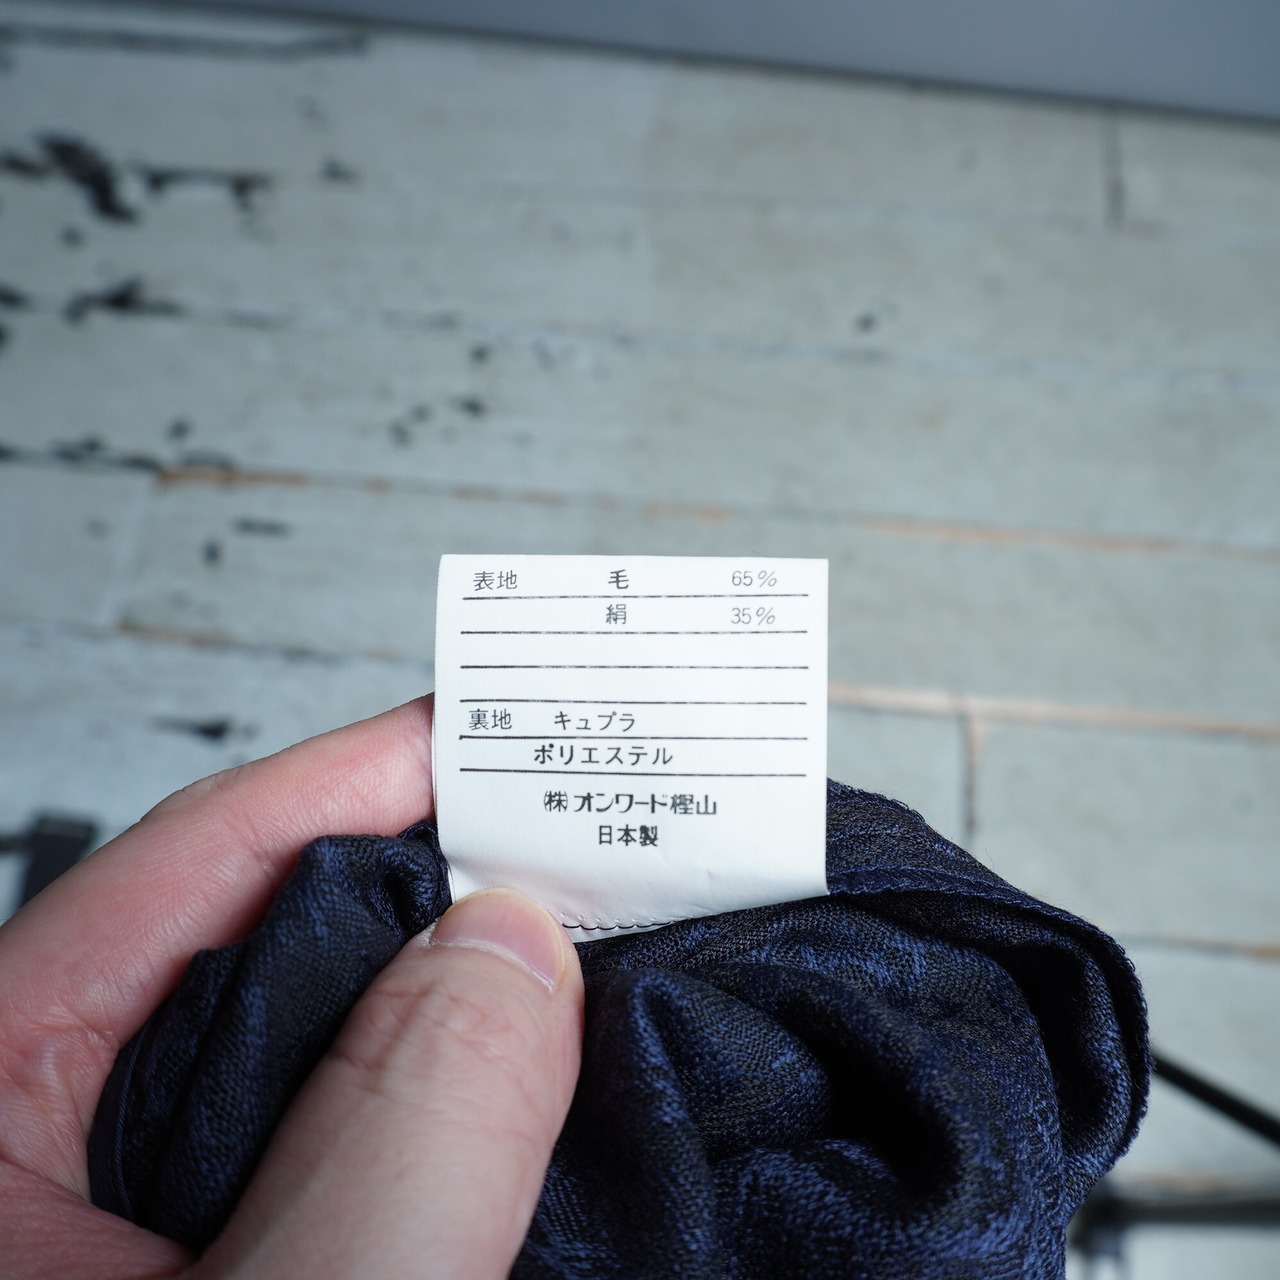 表地 毛 65%
絹 35%
裏地 キュプラ
ポリエステル
㈱オンワード樫山
日本製